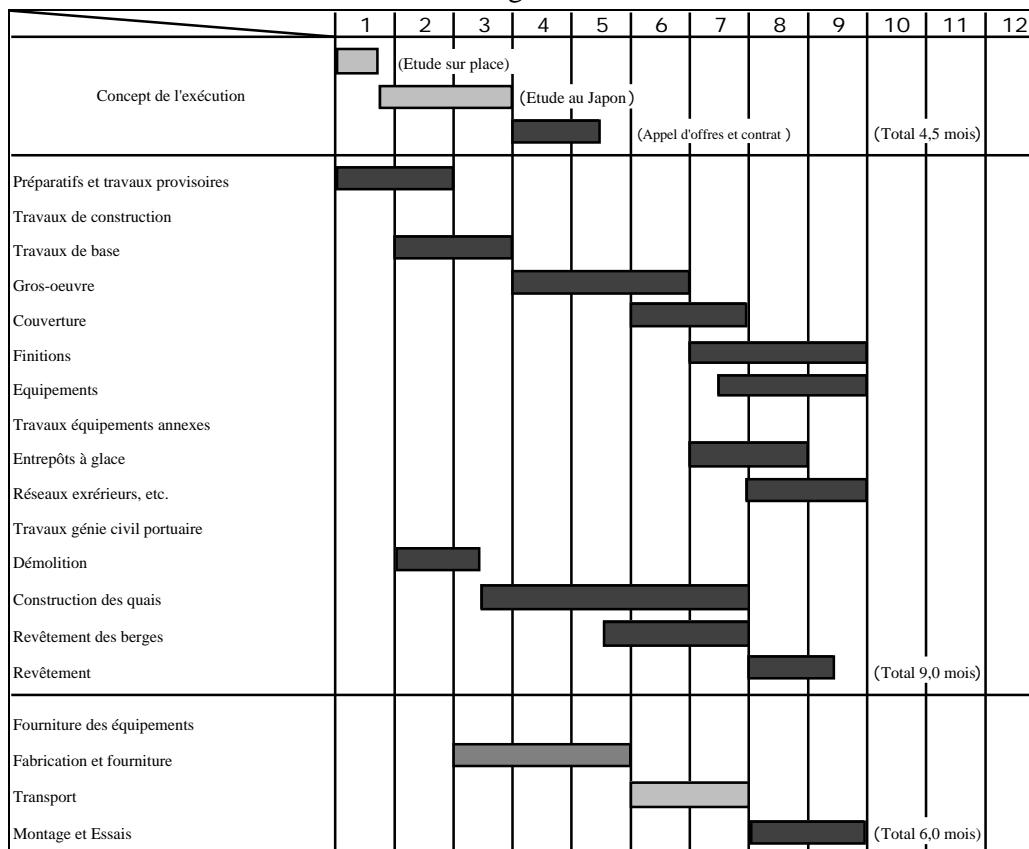 1 2 3 4 5 6 7 8 9 10 11 12
(Etude sur place)
Concept de l'exécution (Etude au Japon)
(Appel d'offres et contrat ) (Total 4,5 mois)
Préparatifs et travaux provisoires
Travaux de construction
Travaux de base
Gros-oeuvre
Couverture
Finitions
Equipements
Travaux équipements annexes
Entrepôts à glace
Réseaux exrérieurs, etc.
Travaux génie civil portuaire
Démolition
Construction des quais
Revêtement des berges
Revêtement (Total 9,0 mois)
Fourniture des équipements
Fabrication et fourniture
Transport
Montage et Essais (Total 6,0 mois)